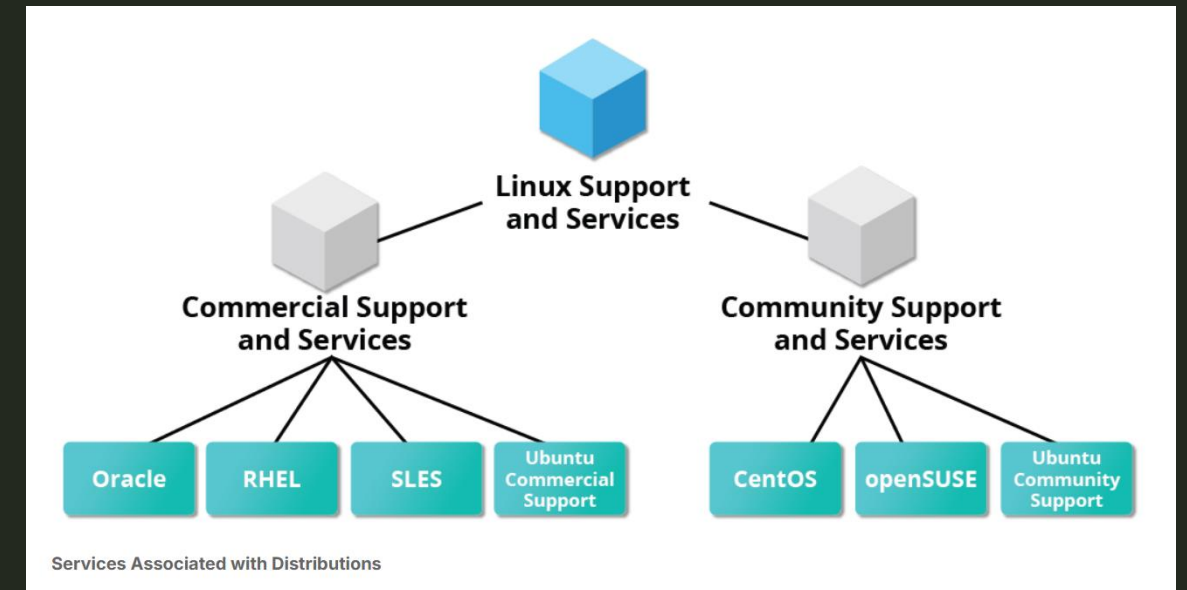 Linux Support
and Services
Commercial Support
and Services
Community Support
and Services
Oracle
RHEL
SLES
Ubuntu
Commercial
Support
CentOS
openSUSE
Ubuntu
Community
Support
Services Associated with Distributions